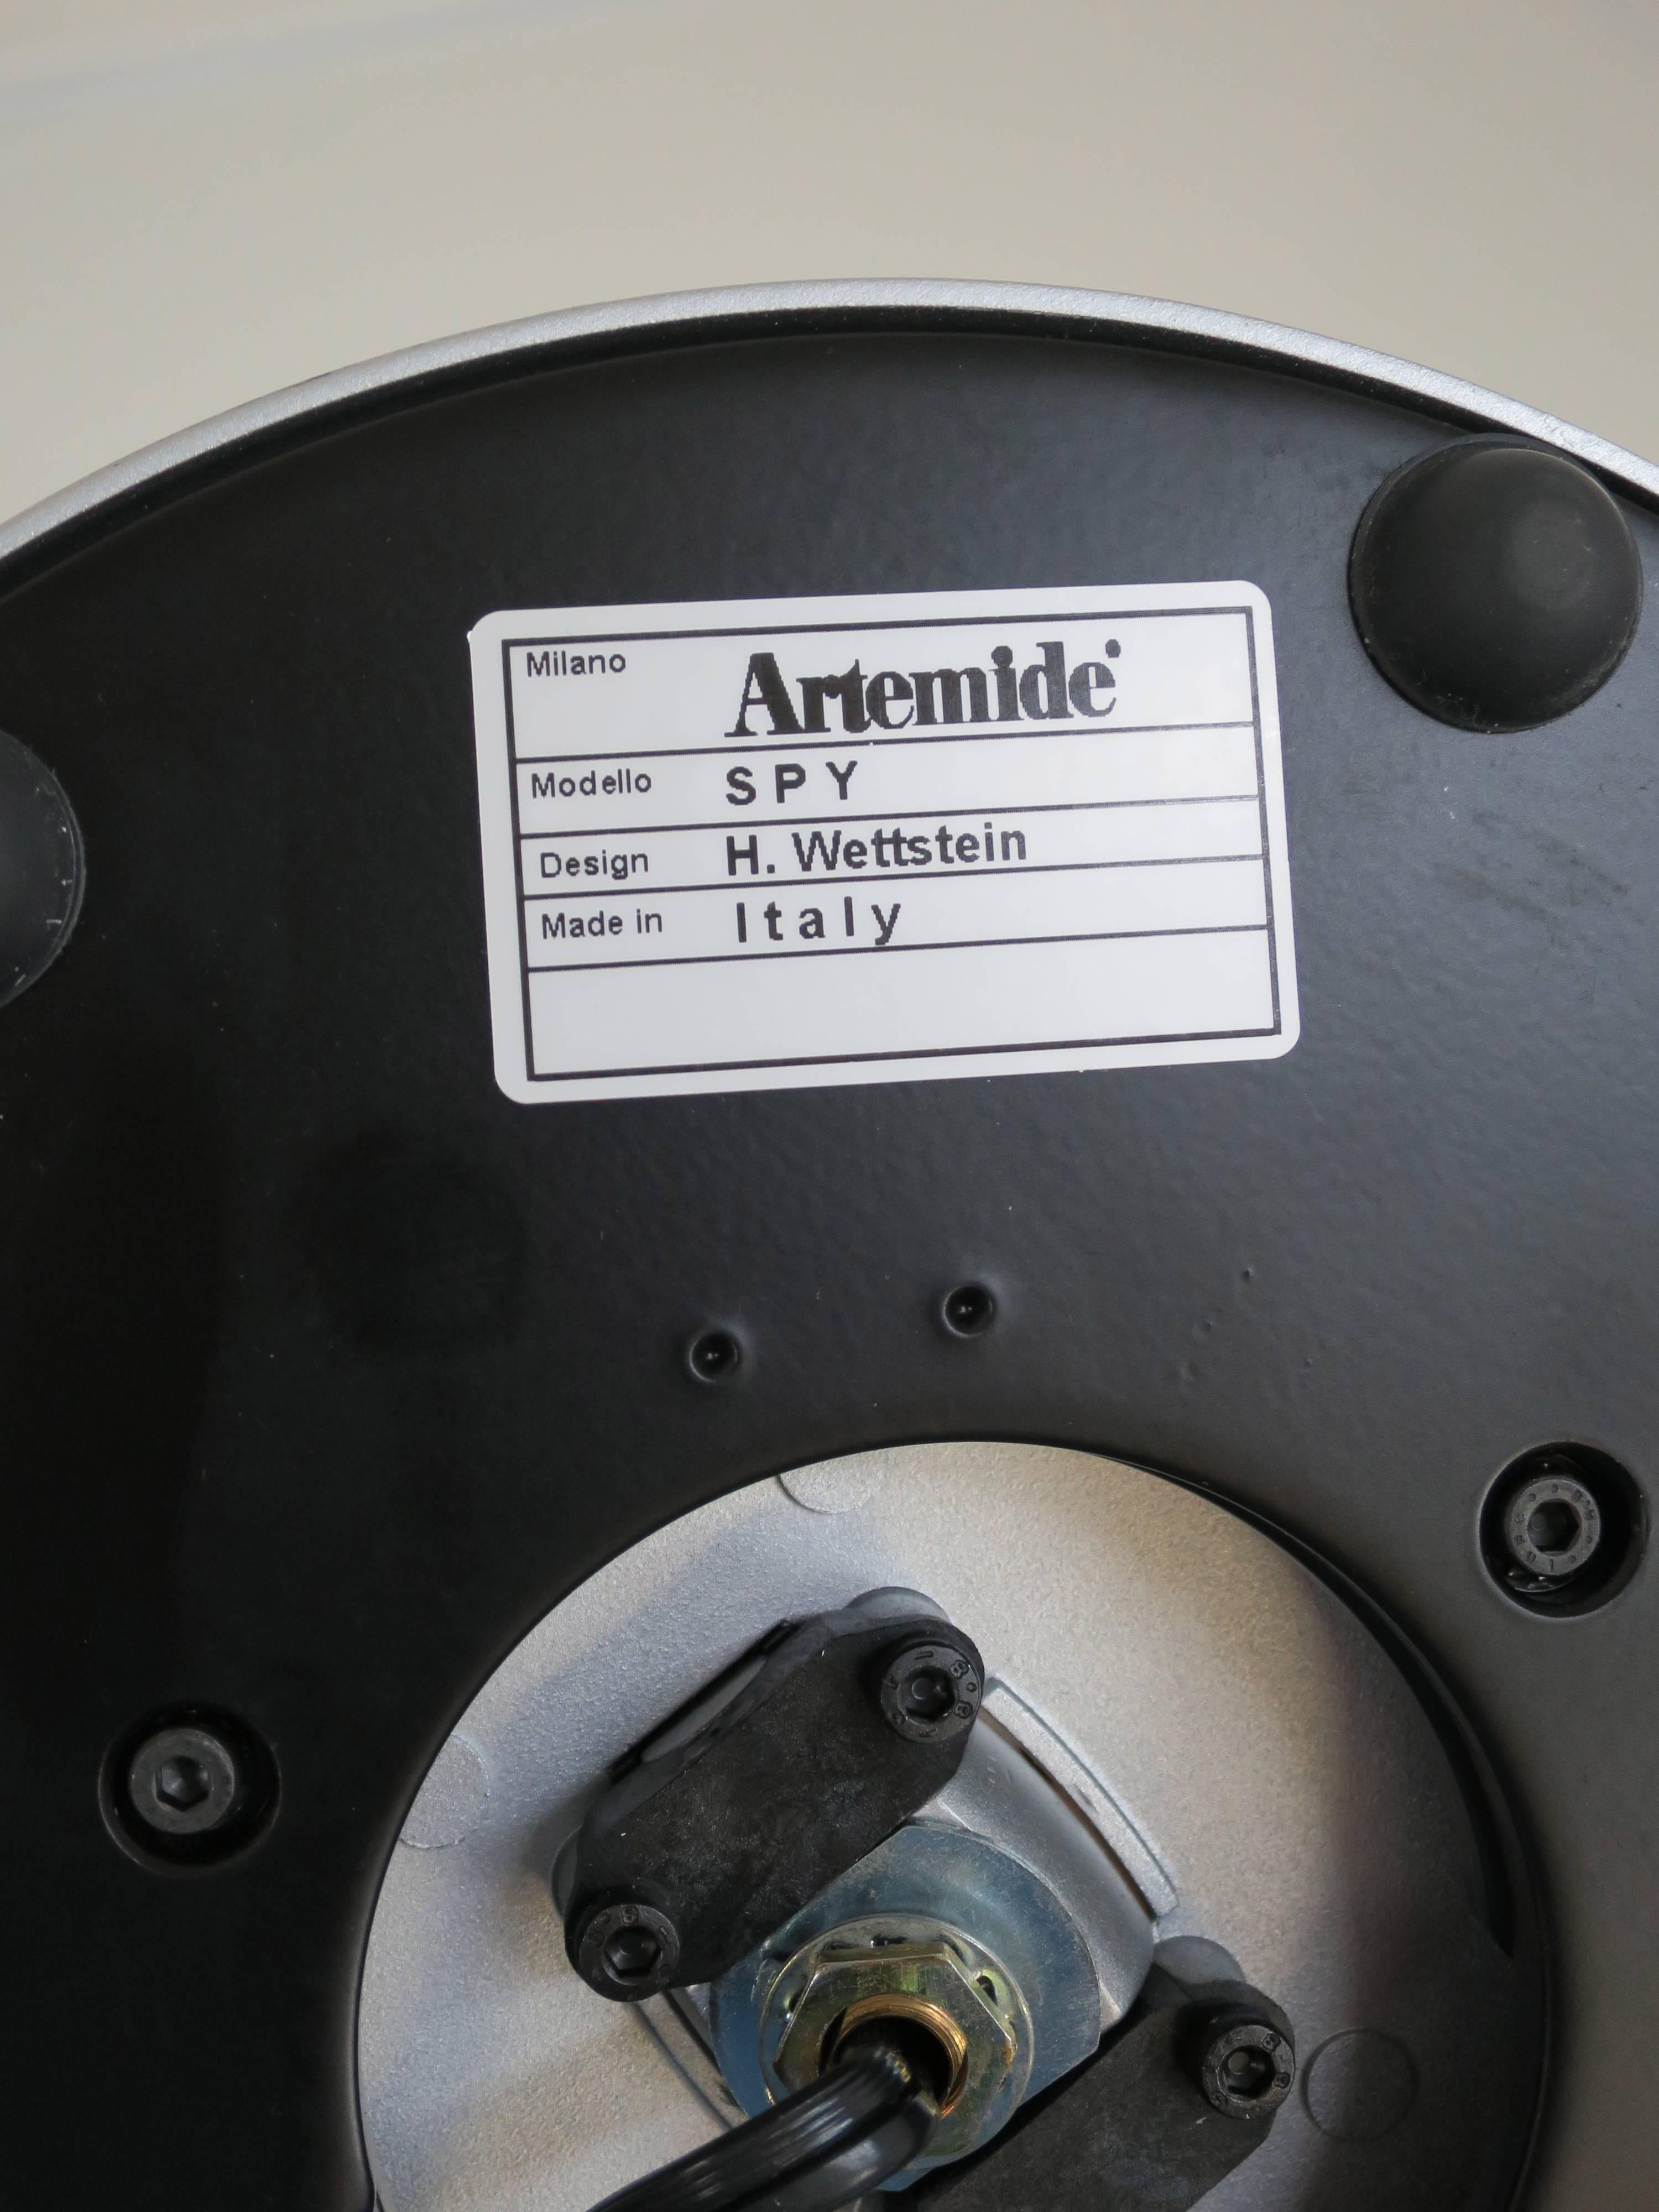 Milano Artemide
Modello SPY
Design H. Wettstein
Made in Italy